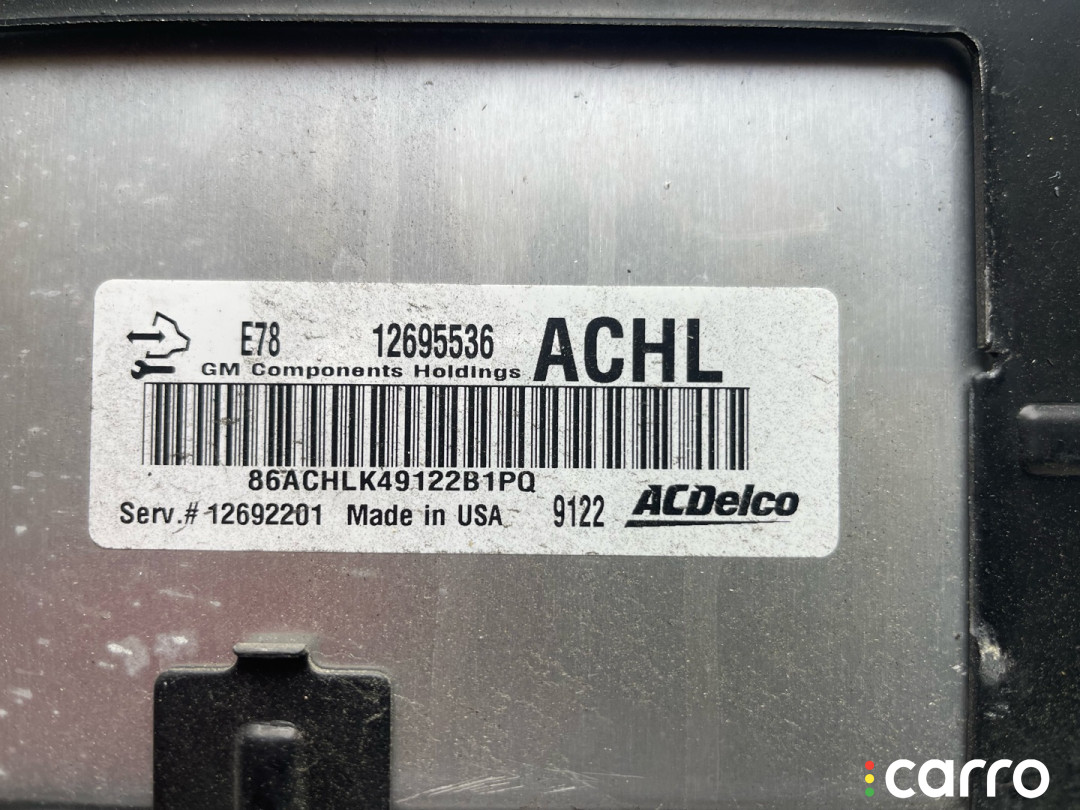 E78 12695536 ACHL
GM Components Holdings
86ACHLK49122B1PQ
Serv.# 12692201 Made in USA 9122 ACDelco
carro